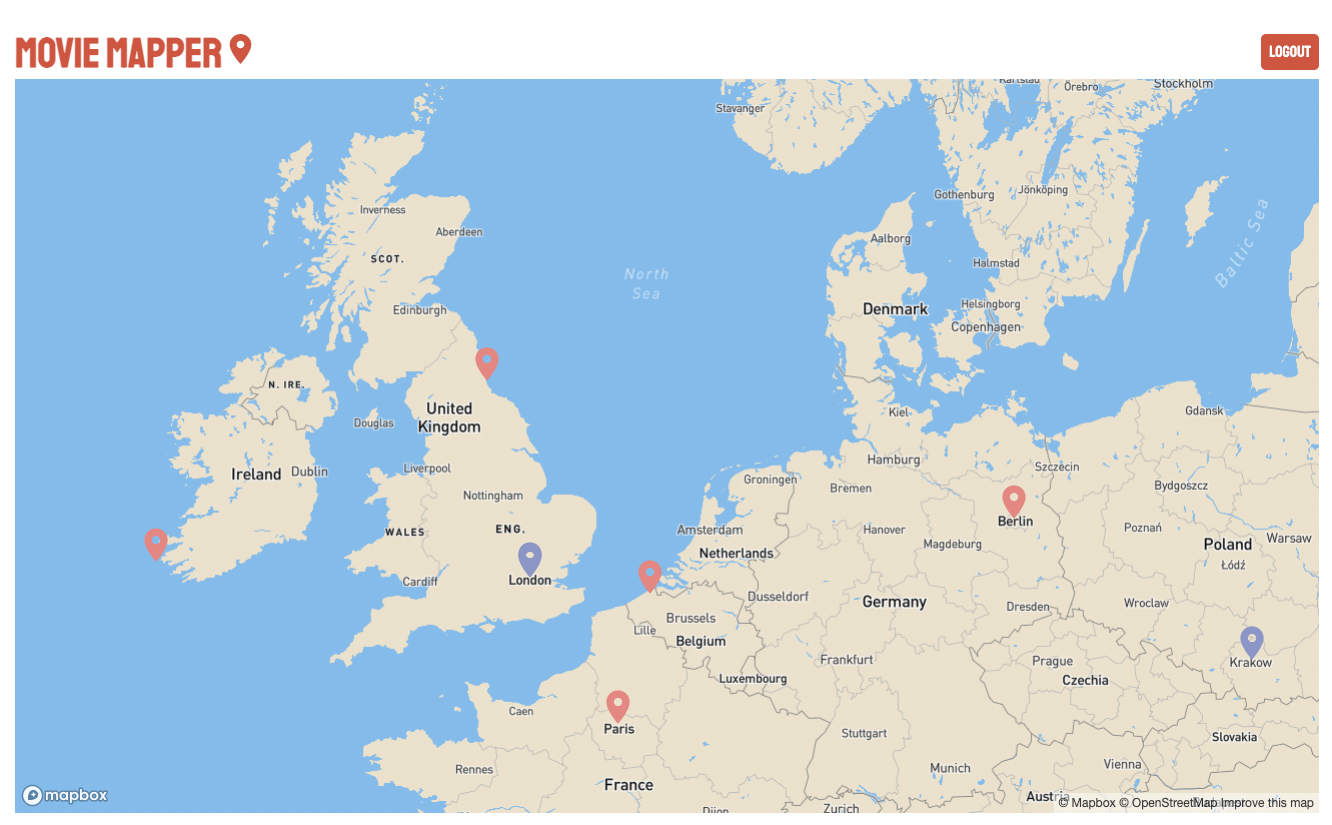 MOVIE MAPPER
LOGOUT
Karlstad
Örebro
Stockholm
Stavanger
Inverness
Aberdeen
SCOT.
Edinburgh
North
Sea
Gothenburg
Jönköping
Baltic Sea
Aalborg
Halmstad
Denmark
Helsingborg
Copenhagen
N. IRE.
United
Kingdom
Douglas
Kiel
Gdansk
Ireland
Dublin
Liverpool
Hamburg
Szczecin
Nottingham
Groningen
Bremen
Bydgoszcz
WALES
ENG.
Amsterdam
Netherlands
Hanover
Berlin
Magdeburg
Poznań
Poland
Warsaw
Łódź
Cardiff
London
Dusseldorf
Germany
Dresden
Wroclaw
Brussels
Lille
Belgium
Luxembourg
Frankfurt
Prague
Czechia
Krakow
Caen
Paris
Stuttgart
Slovakia
Rennes
France
Munich
Vienna
Austria
Dijon
Zurich
mapbox
© Mapbox © OpenStreetMap Improve this map